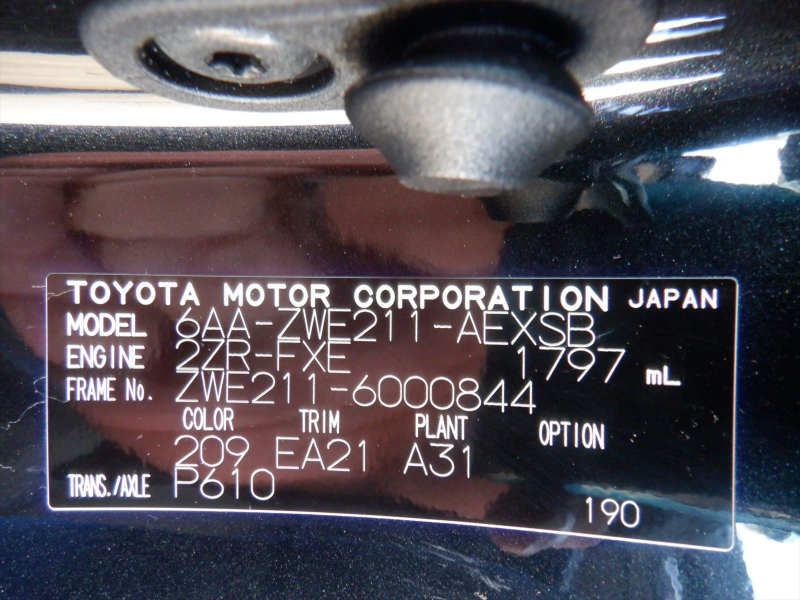 TOYOTA MOTOR CORPORATION JAPAN
MODEL 6AA-ZWE211-AEXSB
ENGINE 2ZR-FXE 1797 mL
FRAME No. ZWE211-6000844
COLOR TRIM PLANT OPTION
209 EA21 A31
TRANS./AXLE P610
190